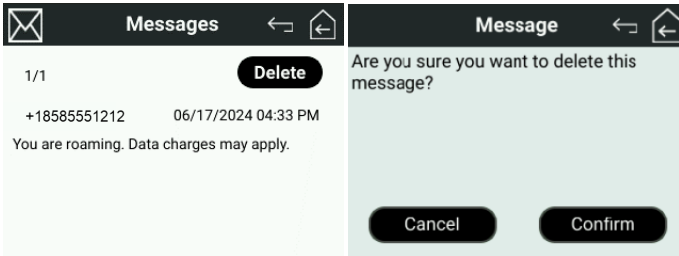 Messages
1/1
Delete
+18585551212 06/17/2024 04:33 PM
You are roaming. Data charges may apply.
Message
Are you sure you want to delete this
message?
Cancel Confirm